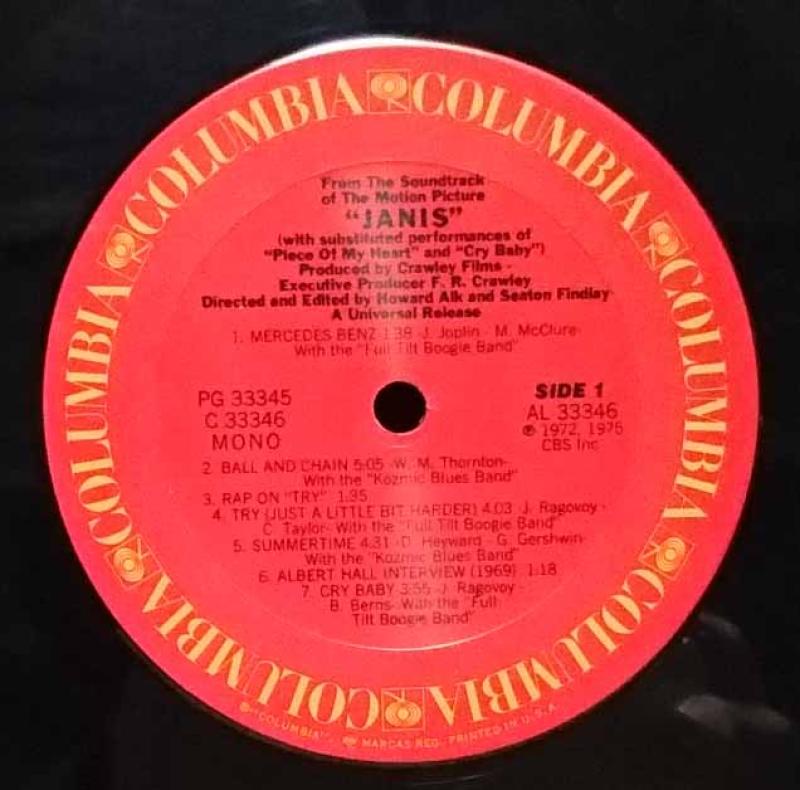 COLUMBIA COLUMBIA COLUMBIA COLUMBIA COLUMBIA COLUMBIA COLUMBIA
From The Soundtrack
of The Motion Picture
"JANIS"
(with substituted performances of
"Piece Of My Heart" and "Cry Baby")
Produced by Crawley Films -
Executive Producer F. R. Crawley
Directed and Edited by Howard Alk and Seaton Findlay-
A Universal Release
1. MERCEDES BENZ 1:38 -J. Joplin - M. McClure-
With the "Full Tilt Boogie Band"
PG 33345
C 33346
MONO
SIDE 1
AL 33346
℗ 1972, 1975
CBS Inc.
2. BALL AND CHAIN 5:05 -W. M. Thornton-
With the "Kozmic Blues Band"
3. RAP ON "TRY" 1:35
4. TRY (JUST A LITTLE BIT HARDER) 4:03 -J. Ragovoy -
C. Taylor- With the "Full Tilt Boogie Band"
5. SUMMERTIME 4:31 -D. Heyward - G. Gershwin-
With the "Kozmic Blues Band"
6. ALBERT HALL INTERVIEW (1969) 1:18
7. CRY BABY 3:55 -J. Ragovoy -
B. Berns- With the "Full
Tilt Boogie Band"
®"COLUMBIA", MARCAS REG. PRINTED IN U.S.A.